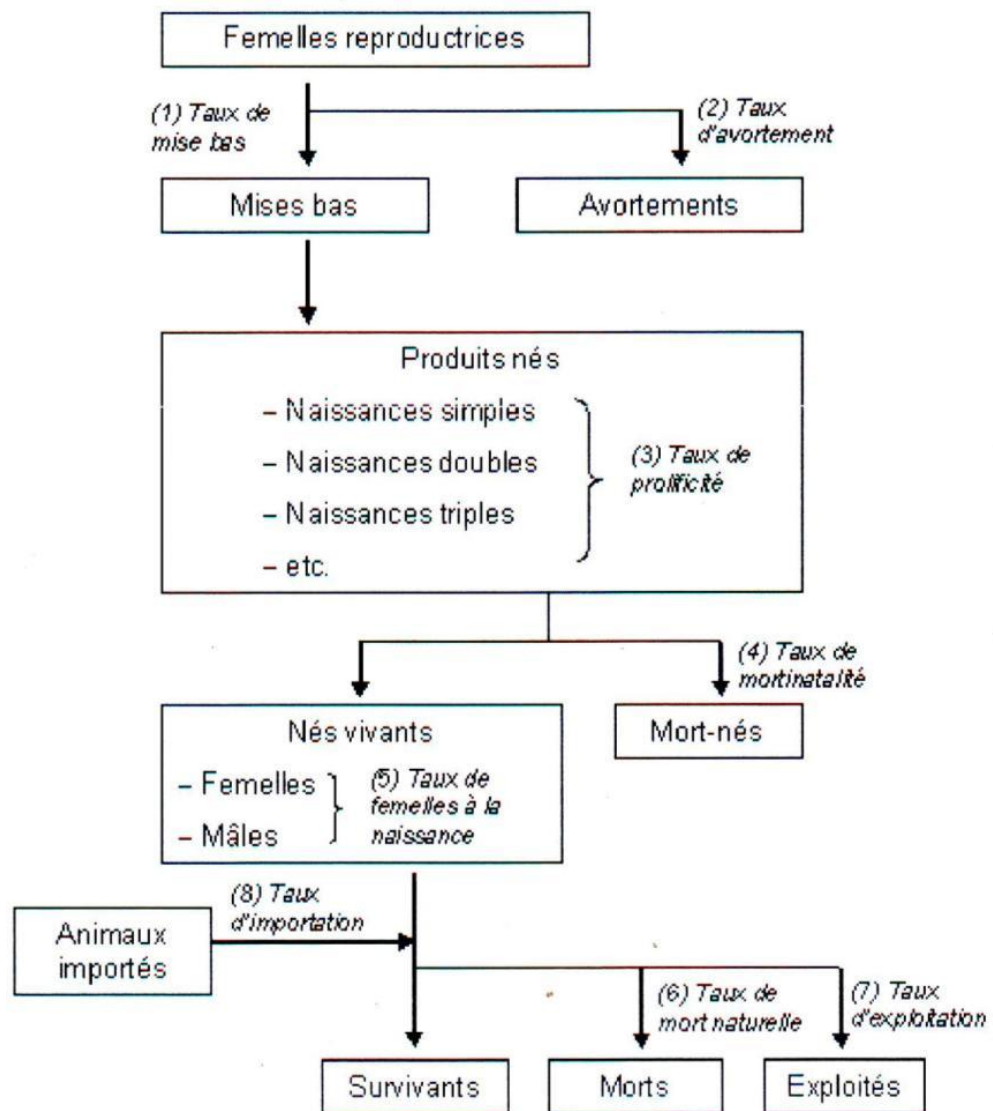 Femelles reproductrices
(1) Taux de
mise bas
(2) Taux
d'avortement
Mises bas
Avortements
Produits nés
– Naissances simples
– Naissances doubles
– Naissances triples
– etc.
(3) Taux de
prolificité
(4) Taux de
mortinatalité
Nés vivants
– Femelles
– Mâles
(5) Taux de
femelles à la
naissance
Mort-nés
(8) Taux
d'importation
Animaux
importés
(6) Taux de
mort naturelle
(7) Taux
d'exploitation
Survivants
Morts
Exploités